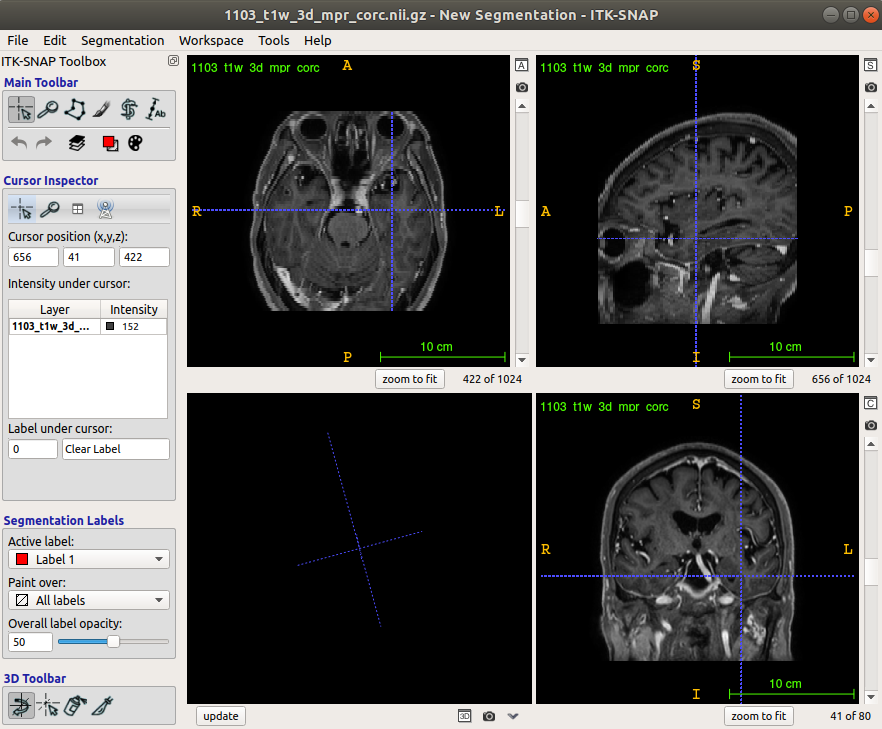 1103_t1w_3d_mpr_corc.nii.gz - New Segmentation - ITK-SNAP
File Edit Segmentation Workspace Tools Help
ITK-SNAP Toolbox
Main Toolbar
Ab
Cursor Inspector
Cursor position (x,y,z):
656 41 422
Intensity under cursor:
Layer Intensity
1103_t1w_3d_... 152
Label under cursor:
0 Clear Label
Segmentation Labels
Active label:
Label 1
Paint over:
All labels
Overall label opacity:
50
3D Toolbar
1103 t1w 3d mpr corc
A
R
L
P
10 cm
A
zoom to fit 422 of 1024
1103 t1w 3d mpr corc
S
A
P
I
10 cm
S
zoom to fit 656 of 1024
update
3D
1103 t1w 3d mpr corc
S
R
L
I
10 cm
C
zoom to fit 41 of 80